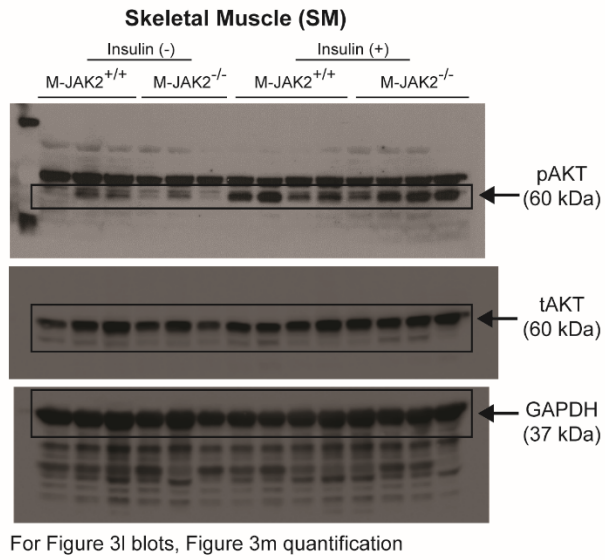 Skeletal Muscle (SM)
Insulin (-) Insulin (+)
M-JAK2+/+ M-JAK2-/- M-JAK2+/+ M-JAK2-/-
pAKT
(60 kDa)
tAKT
(60 kDa)
GAPDH
(37 kDa)
For Figure 3l blots, Figure 3m quantification